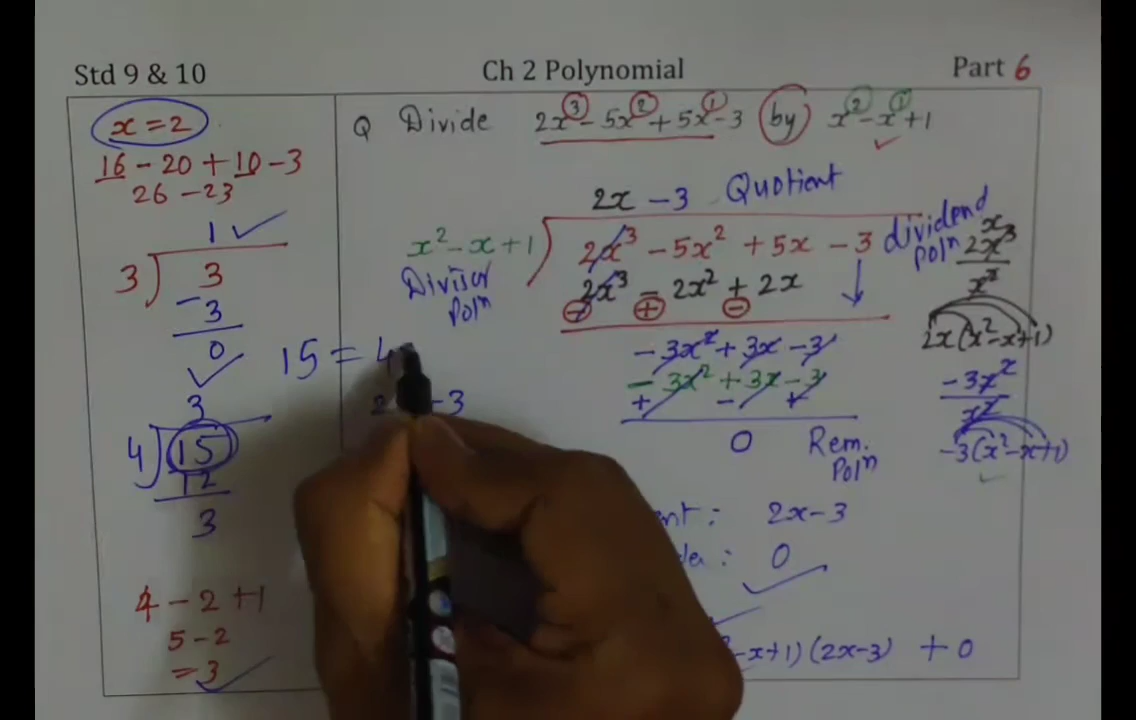 Std 9 & 10 Ch 2 Polynomial Part 6
x = 2
16 - 20 + 10 - 3
26 - 23
1
3 ) 3
- 3
0
3
4 ) 15
12
3
4 - 2 + 1
5 - 2
= 3
Q Divide 2x³ - 5x² + 5x - 3 by x² - x + 1
2x - 3 Quotient
x² - x + 1 ) 2x³ - 5x² + 5x - 3 dividend poln
Divisor poln
2x³ - 2x² + 2x
- + -
-3x² + 3x - 3
- 3x² + 3x - 3
+ - +
0 Rem. Poln
15 = 4
-3
: 2x - 3
: 0
-x+1) (2x-3) + 0
x
2x³
x²
2x(x²-x+1)
-3x²
x²
-3(x²-x+1)